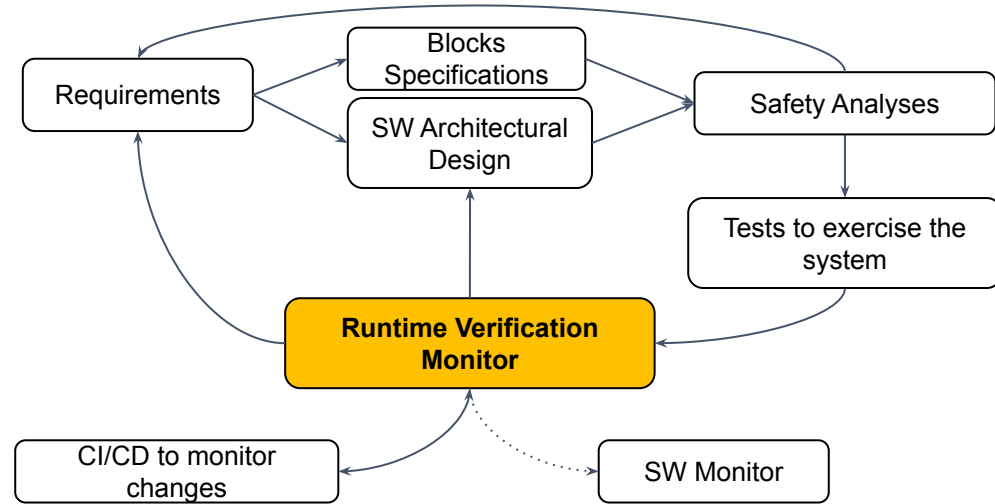 Blocks
Specifications
Requirements
SW Architectural
Design
Safety Analyses
Tests to exercise the
system
Runtime Verification
Monitor
CI/CD to monitor
changes
SW Monitor